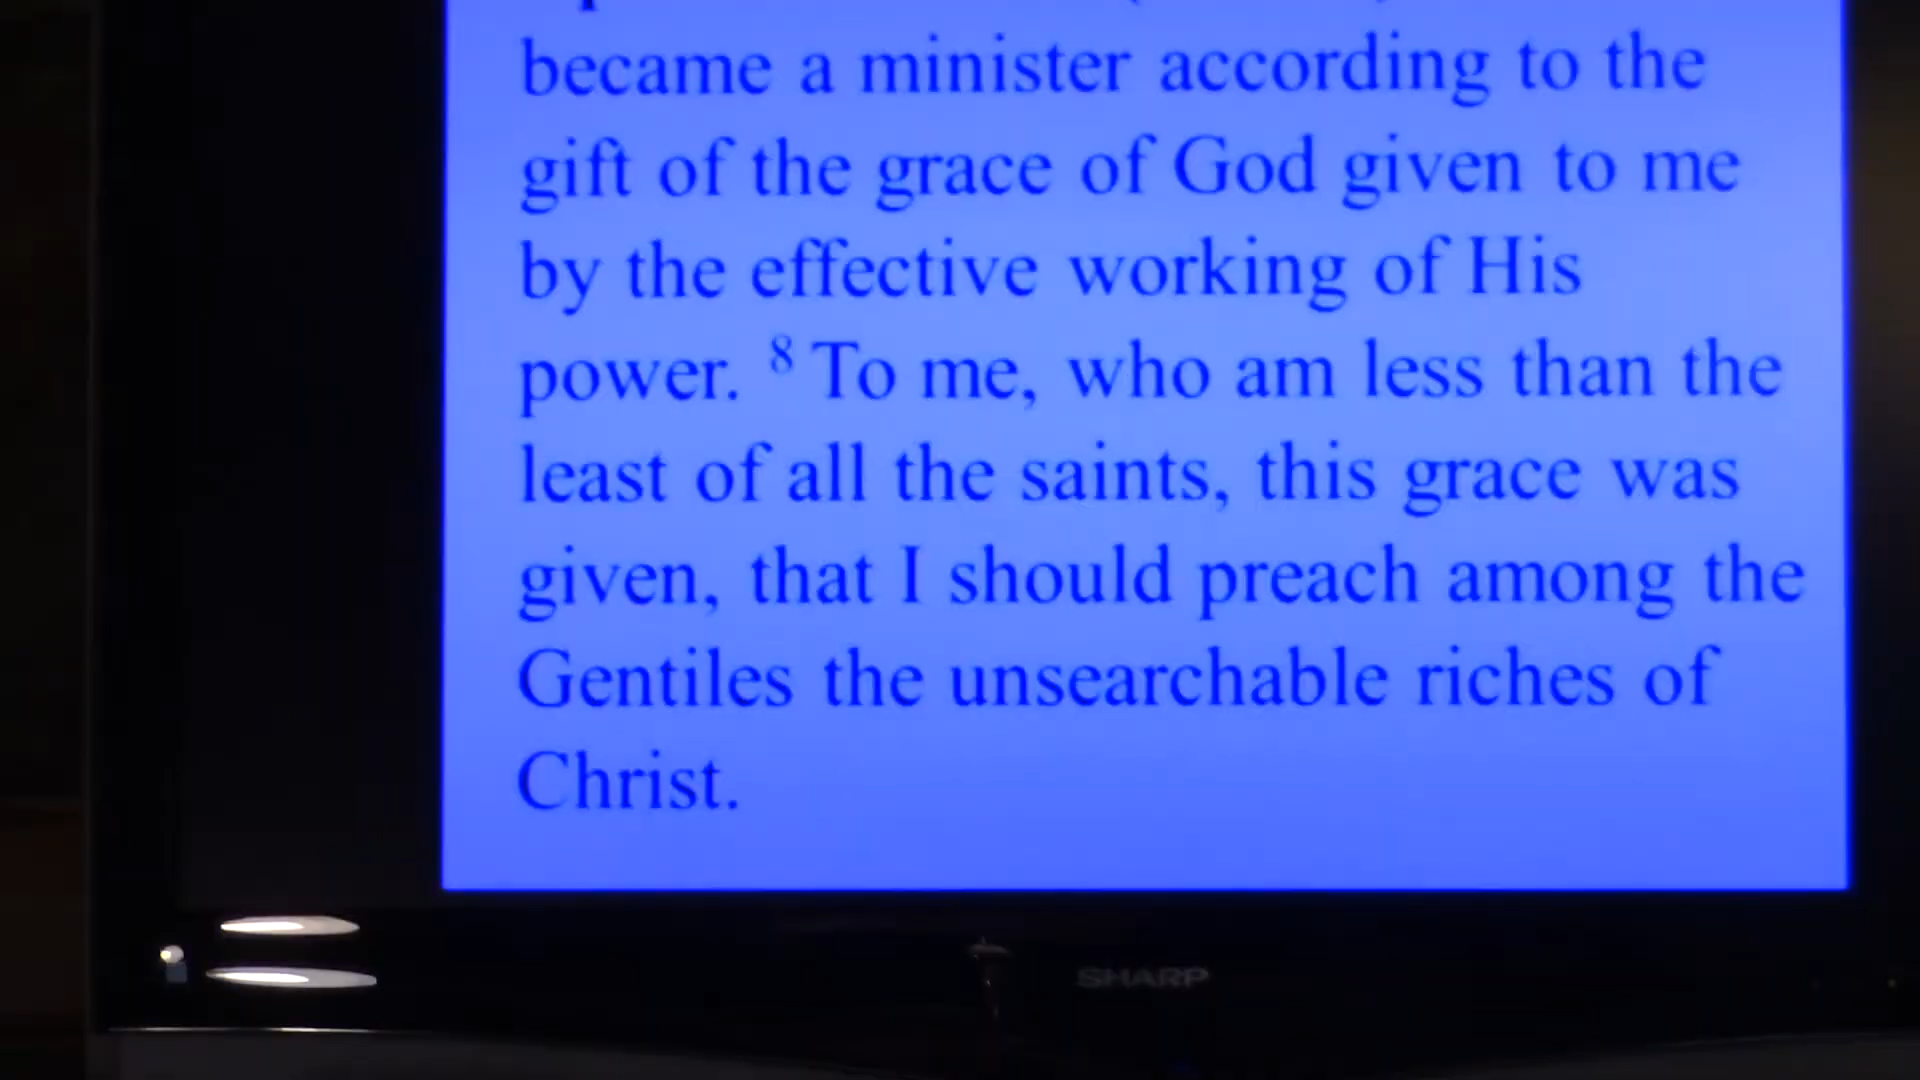 became a minister according to the
gift of the grace of God given to me
by the effective working of His
power. ⁸ To me, who am less than the
least of all the saints, this grace was
given, that I should preach among the
Gentiles the unsearchable riches of
Christ.
SHARP